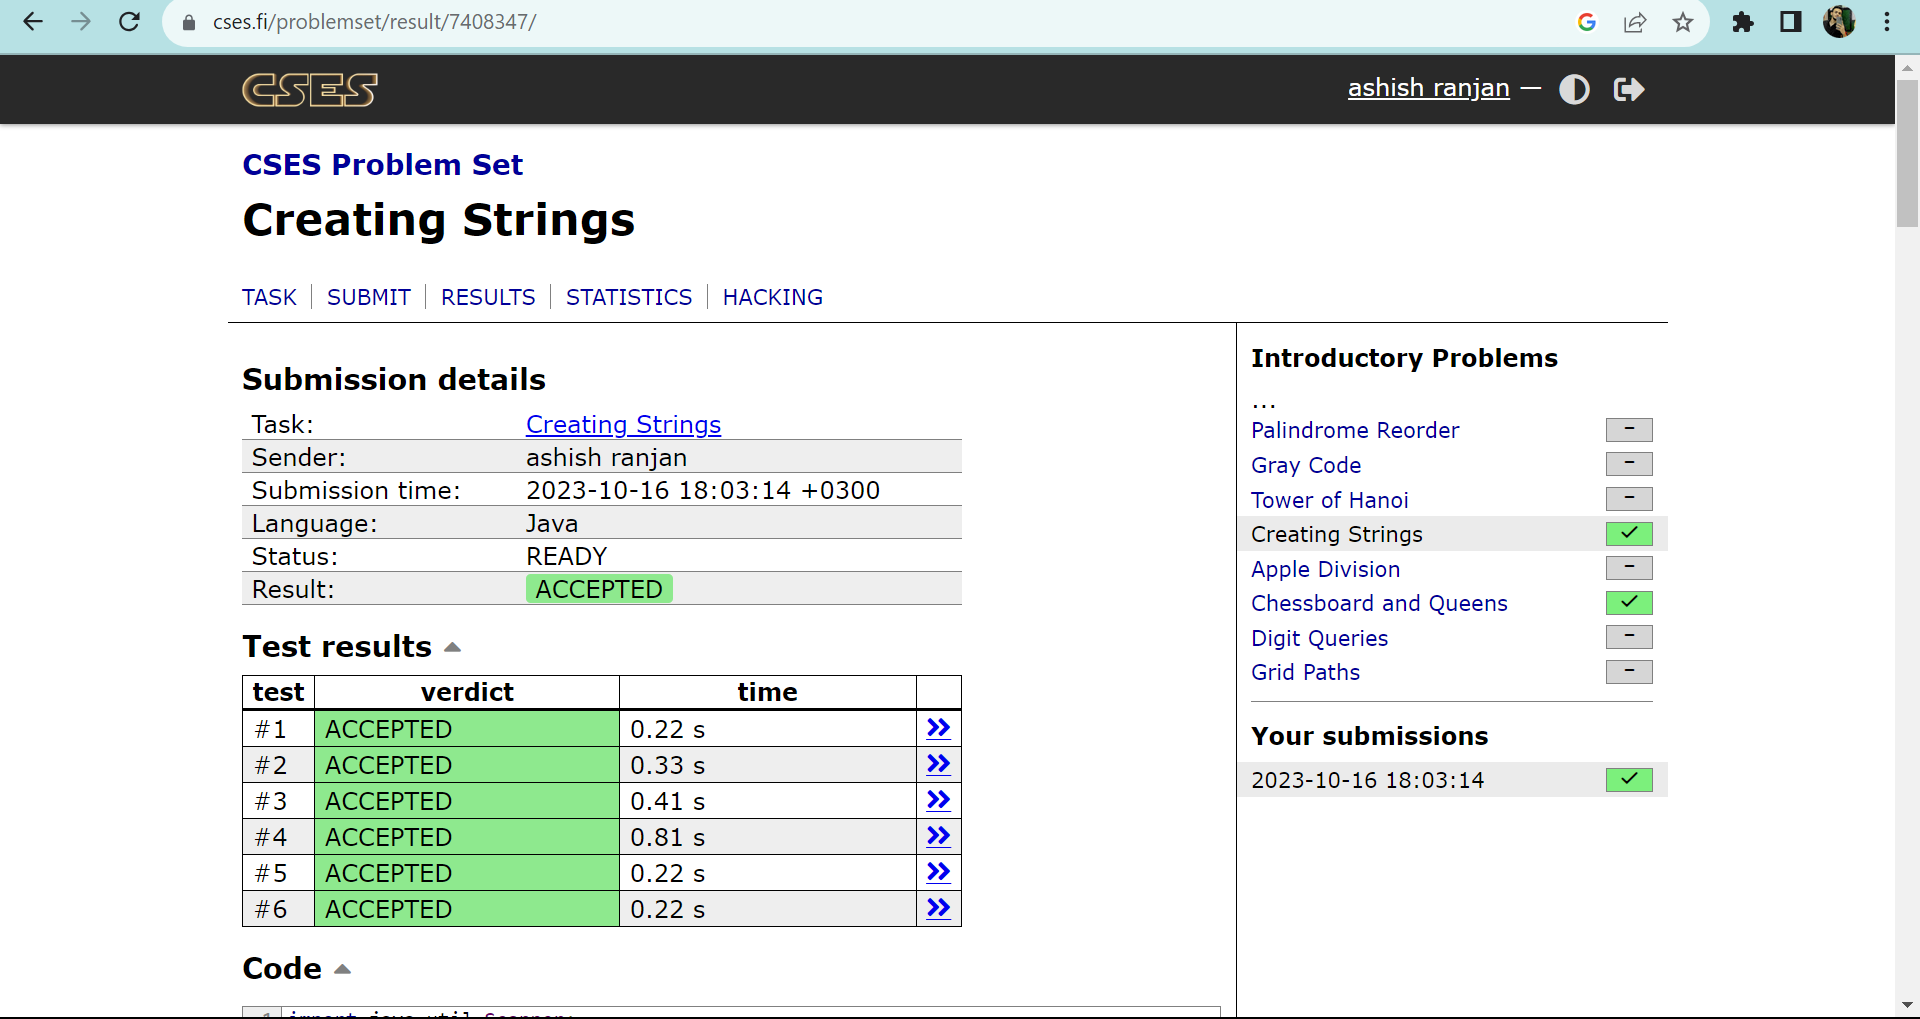 cses.fi/problemset/result/7408347/
CSES
ashish ranjan —
CSES Problem Set
Creating Strings
TASK | SUBMIT | RESULTS | STATISTICS | HACKING
Submission details
Task: Creating Strings
Sender: ashish ranjan
Submission time: 2023-10-16 18:03:14 +0300
Language: Java
Status: READY
Result: ACCEPTED
Test results
test verdict time
#1 ACCEPTED 0.22 s »
#2 ACCEPTED 0.33 s »
#3 ACCEPTED 0.41 s »
#4 ACCEPTED 0.81 s »
#5 ACCEPTED 0.22 s »
#6 ACCEPTED 0.22 s »
Code
1 import java.util.Scanner;
Introductory Problems
...
Palindrome Reorder –
Gray Code –
Tower of Hanoi –
Creating Strings ✓
Apple Division –
Chessboard and Queens ✓
Digit Queries –
Grid Paths –
Your submissions
2023-10-16 18:03:14 ✓